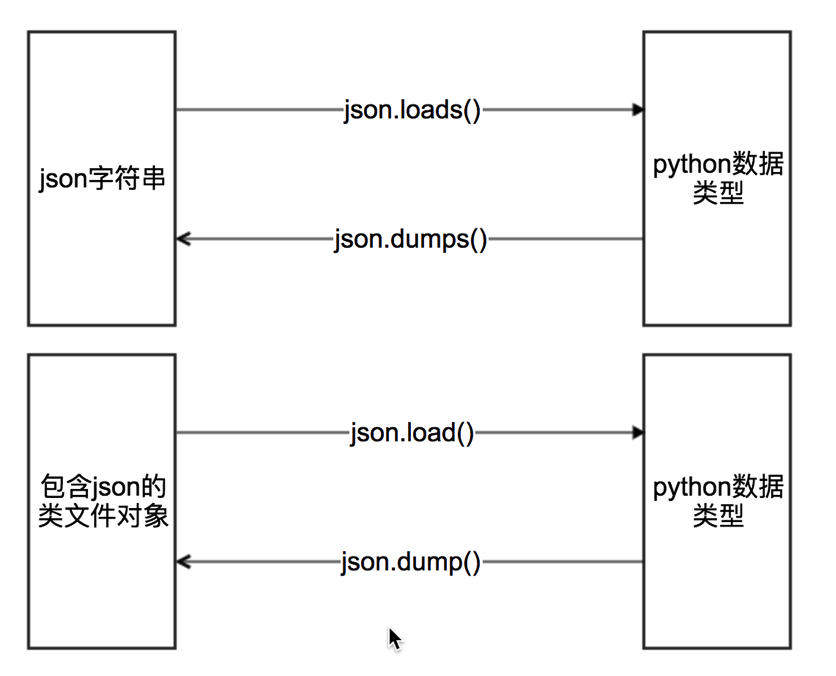 json.loads()
json字符串
python数据
类型
json.dumps()
json.load()
包含json的
类文件对象
python数据
类型
json.dump()